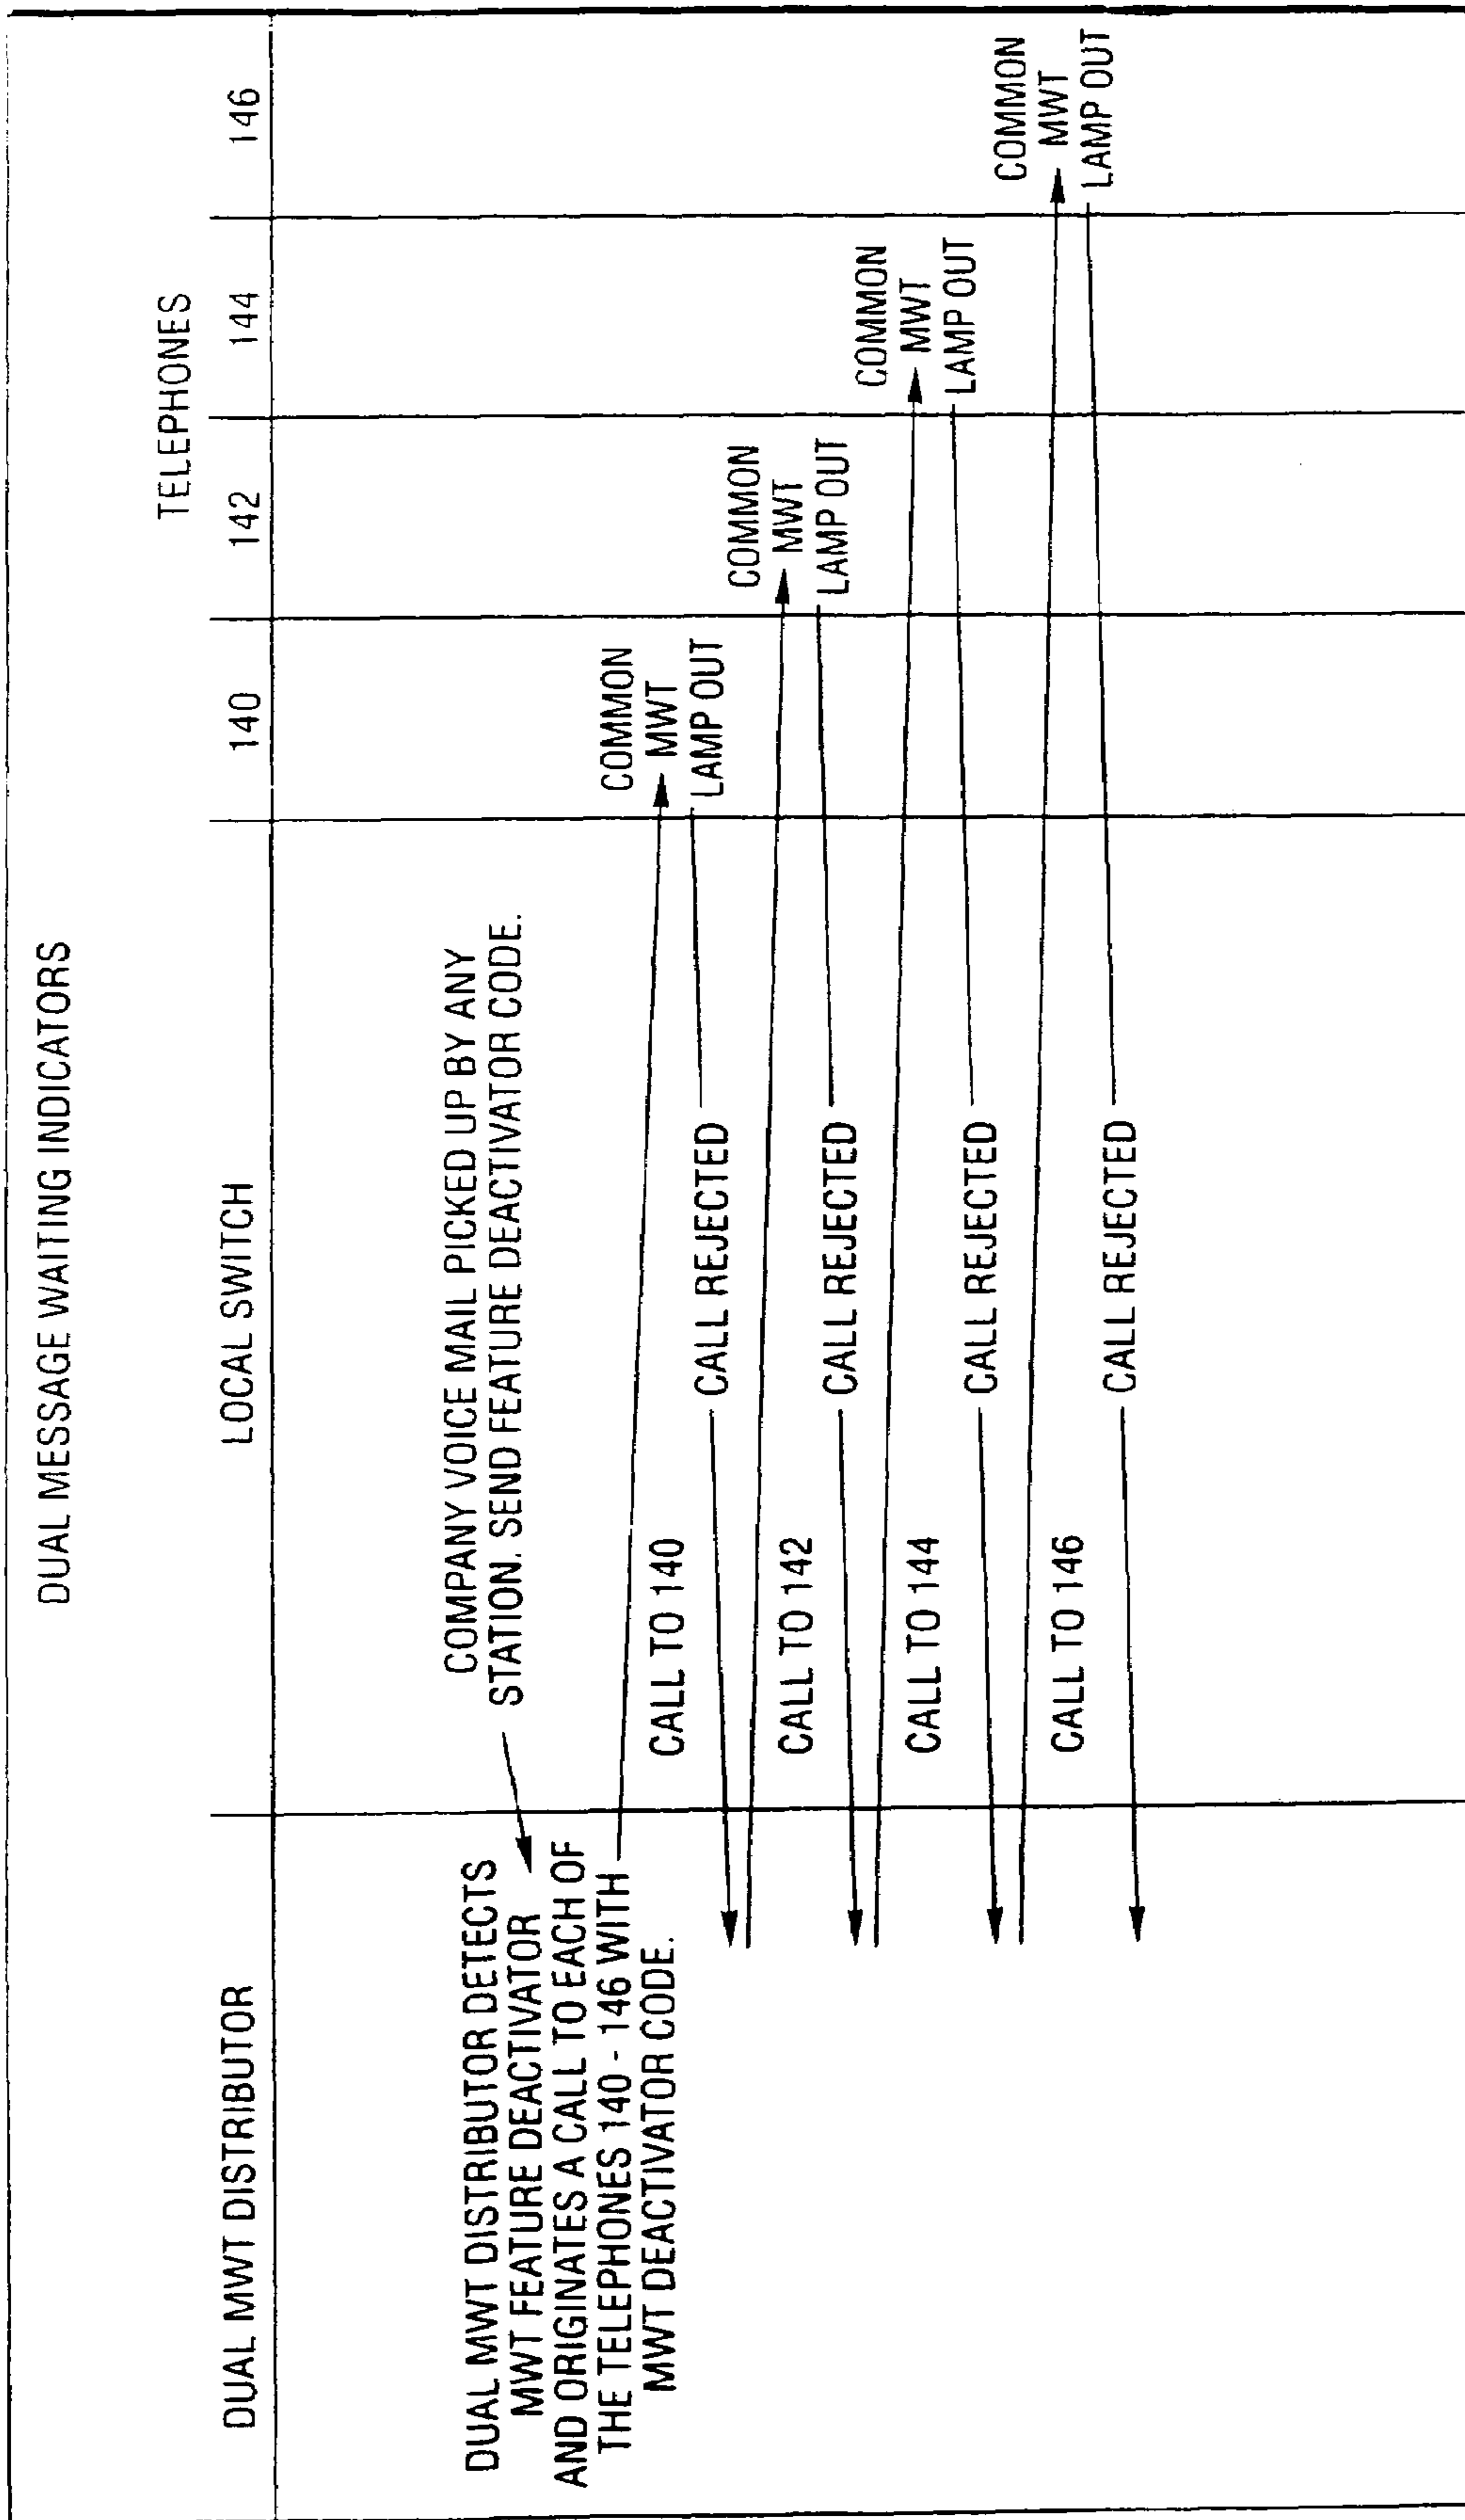 DUAL MESSAGE WAITING INDICATORS
TELEPHONES
DUAL MWT DISTRIBUTOR
LOCAL SWITCH
140
142
144
146
COMPANY VOICE MAIL PICKED UP BY ANY
STATION. SEND FEATURE DEACTIVATOR CODE.
DUAL MWT DISTRIBUTOR DETECTS
MWT FEATURE DEACTIVATOR
AND ORIGINATES A CALL TO EACH OF
THE TELEPHONES 140 - 146 WITH
MWT DEACTIVATOR CODE.
COMMON
MWT
LAMP OUT
CALL TO 140
CALL REJECTED
COMMON
MWT
LAMP OUT
CALL TO 142
CALL REJECTED
COMMON
MWT
LAMP OUT
CALL TO 144
CALL REJECTED
COMMON
MWT
LAMP OUT
CALL TO 146
CALL REJECTED